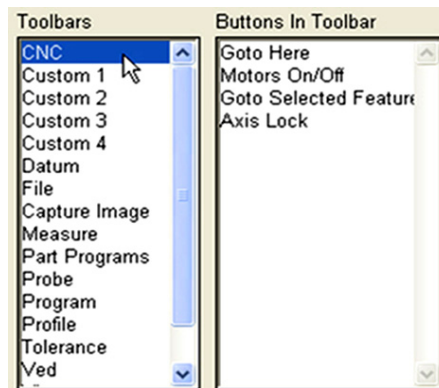 Toolbars
CNC
Custom 1
Custom 2
Custom 3
Custom 4
Datum
File
Capture Image
Measure
Part Programs
Probe
Program
Profile
Tolerance
Ved
Buttons In Toolbar
Goto Here
Motors On/Off
Goto Selected Feature
Axis Lock